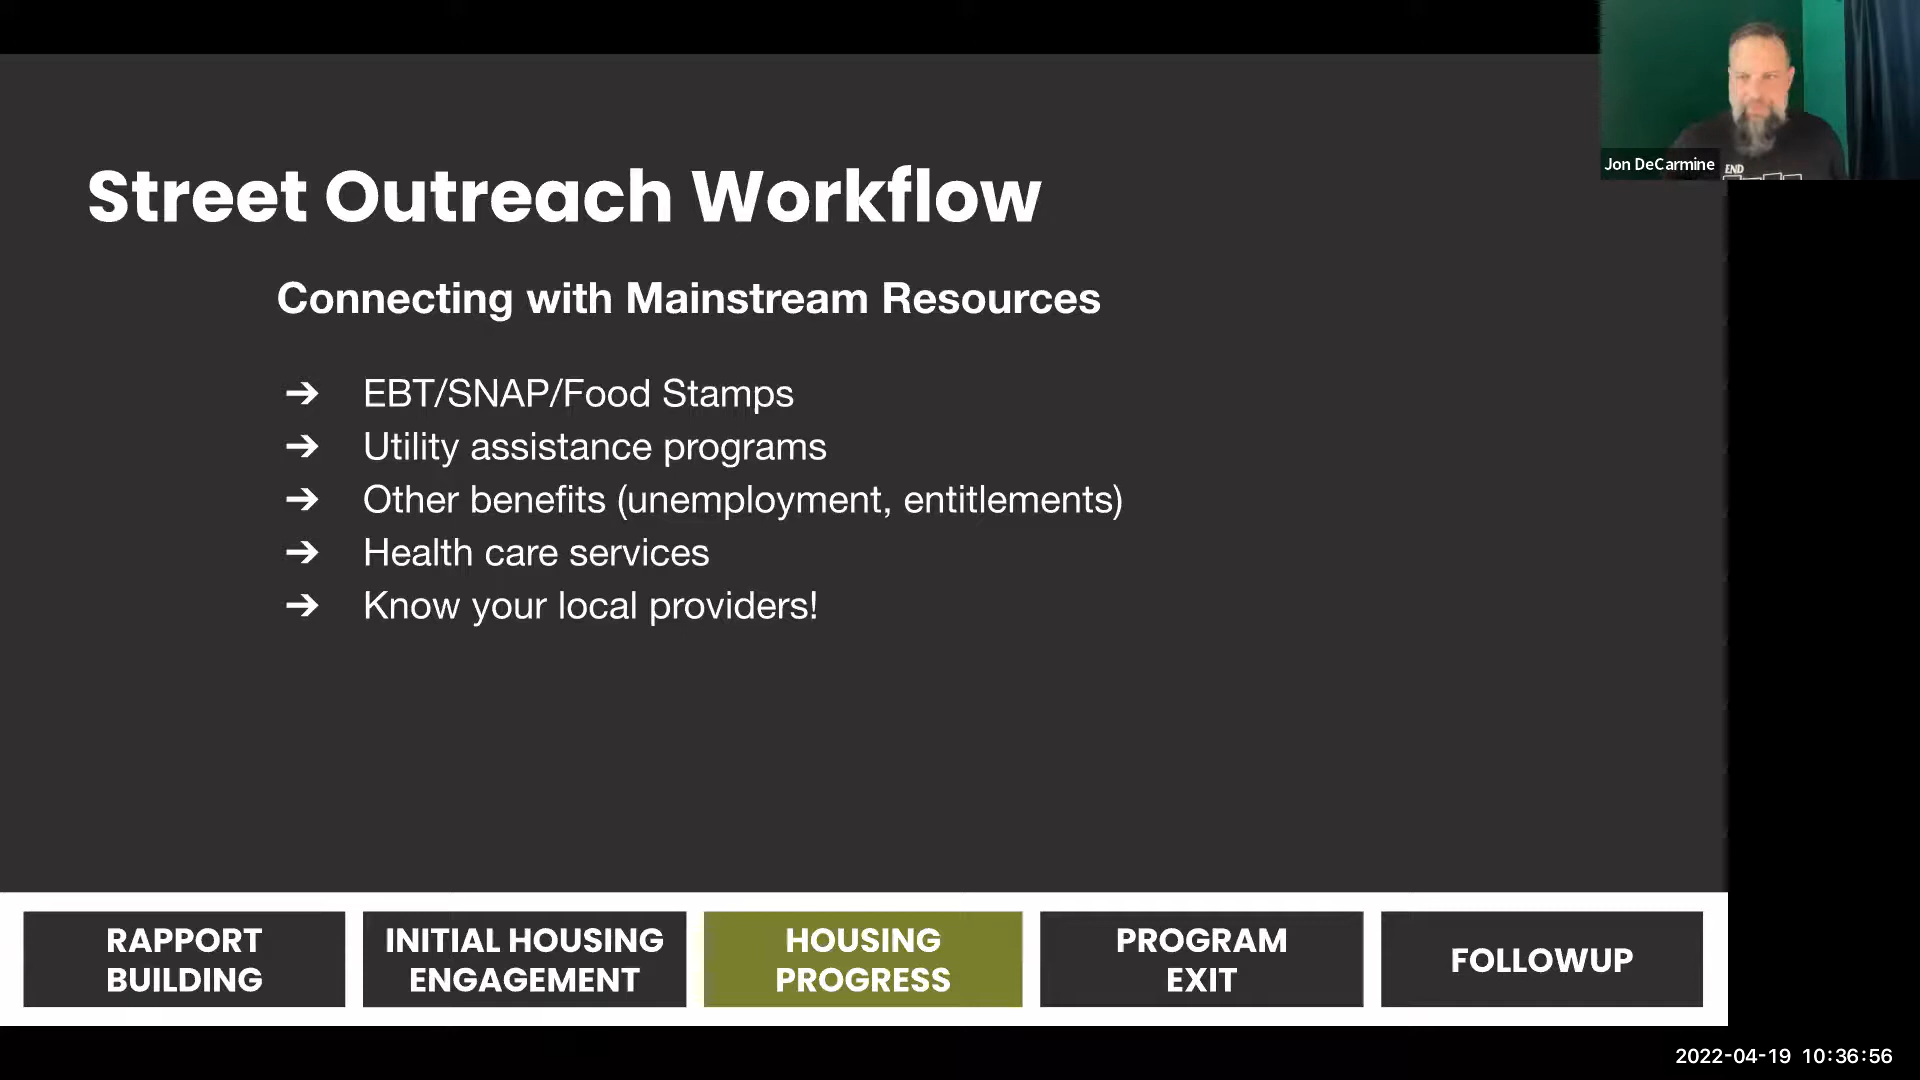 Jon DeCarmine
END
Street Outreach Workflow
Connecting with Mainstream Resources
➔ EBT/SNAP/Food Stamps
➔ Utility assistance programs
➔ Other benefits (unemployment, entitlements)
➔ Health care services
➔ Know your local providers!
RAPPORT
BUILDING
INITIAL HOUSING
ENGAGEMENT
HOUSING
PROGRESS
PROGRAM
EXIT
FOLLOWUP
2022-04-19 10:36:56